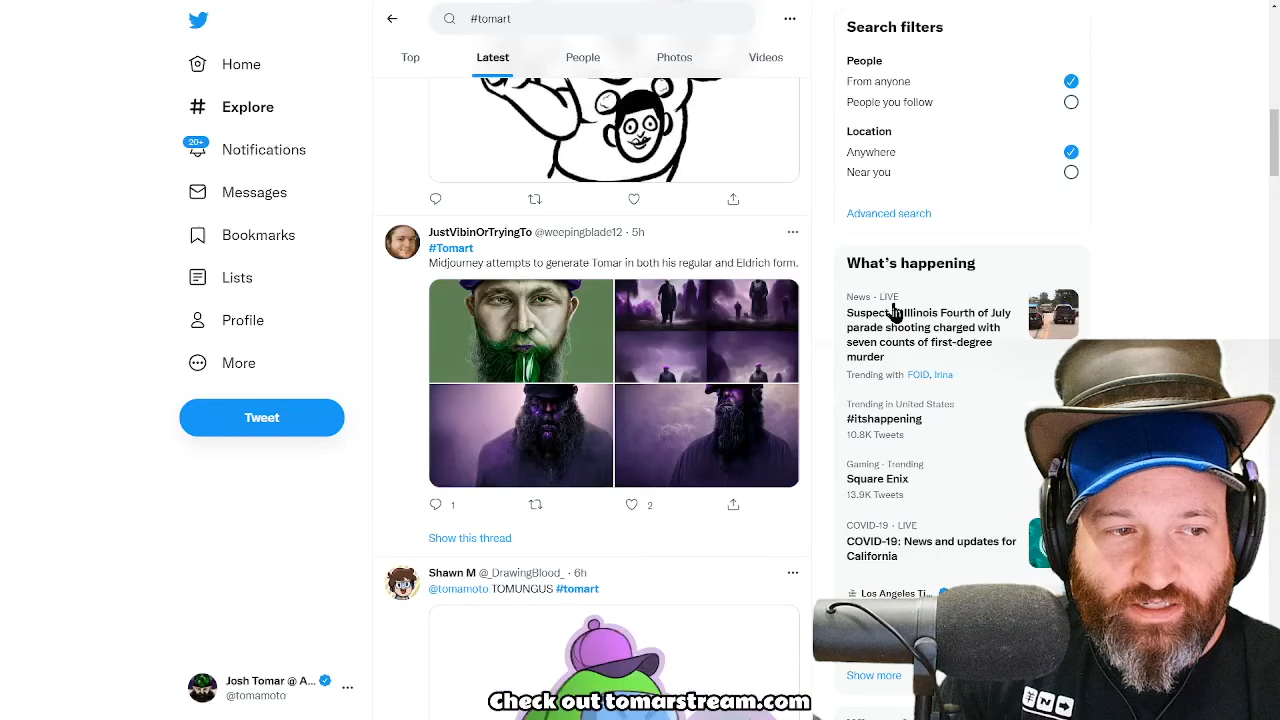 Home
Explore
20+
Notifications
Messages
Bookmarks
Lists
Profile
More
Tweet
Josh Tomar @ A...
@tomamoto
#tomart
Top
Latest
People
Photos
Videos
JustVibinOrTryingTo @weepingblade12 · 5h
#Tomart
Midjourney attempts to generate Tomar in both his regular and Eldrich form.
1
2
Show this thread
Shawn M @_DrawingBlood_ · 6h
@tomamoto TOMUNGUS #tomart
Search filters
People
From anyone
People you follow
Location
Anywhere
Near you
Advanced search
What's happening
News · LIVE
Suspect Illinois Fourth of July
parade shooting charged with
seven counts of first-degree
murder
Trending with FOID, Irina
Trending in United States
#itshappening
10.8K Tweets
Gaming · Trending
Square Enix
13.9K Tweets
COVID-19 · LIVE
COVID-19: News and updates for
California
Los Angeles Ti...
Show more
Check out tomarstream.com